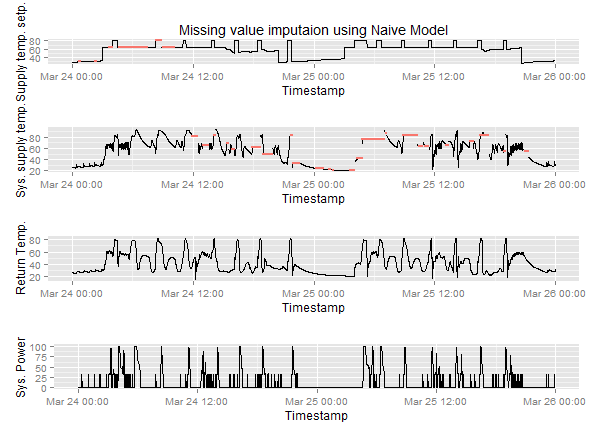 Missing value imputaion using Naive Model
Supply temp. setp.
80
60
40
Mar 24 00:00 Mar 24 12:00 Mar 25 00:00 Mar 25 12:00 Mar 26 00:00
Timestamp
Sys. supply temp.
80
60
40
20
Mar 24 00:00 Mar 24 12:00 Mar 25 00:00 Mar 25 12:00 Mar 26 00:00
Timestamp
Return Temp.
80
60
40
20
Mar 24 00:00 Mar 24 12:00 Mar 25 00:00 Mar 25 12:00 Mar 26 00:00
Timestamp
Sys. Power
100
75
50
25
0
Mar 24 00:00 Mar 24 12:00 Mar 25 00:00 Mar 25 12:00 Mar 26 00:00
Timestamp